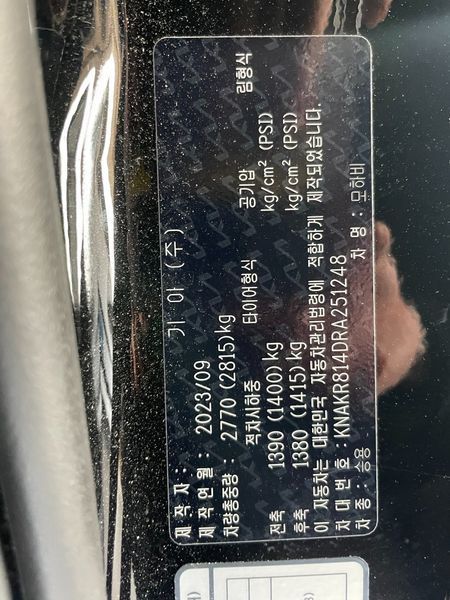 제 작 자 : 기 아 (주)
제 작 연 월 : 2023/09
차량총중량 : 2770 (2815)kg
적차시하중 타이어형식 공기압 림형식
전축 1390 (1400)kg kg/cm² (PSI)
후축 1380 (1415)kg kg/cm² (PSI)
이 자동차는 대한민국 자동차관리법령에 적합하게 제작되었습니다.
차 대 번 호 : KNAKR814DRA251248
차 종 : 승용 차 명 : 모하비